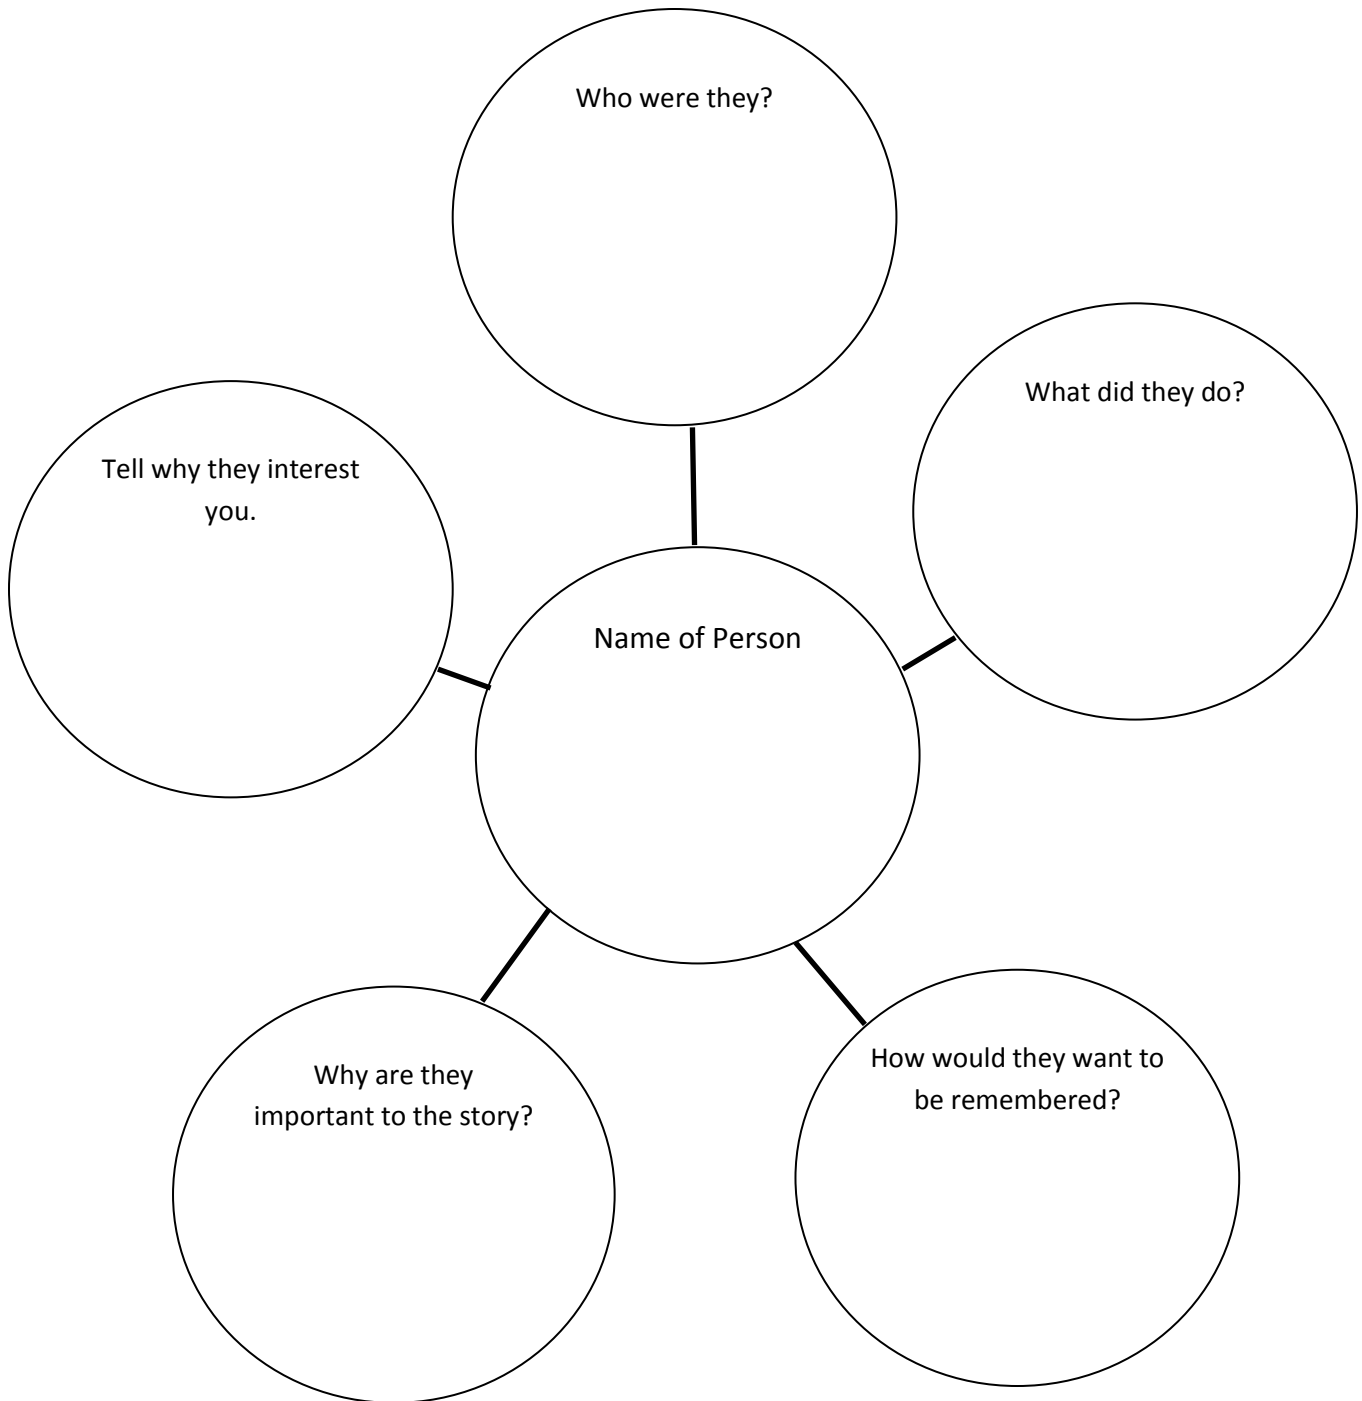 Who were they?
What did they do?
Tell why they interest
you.
Name of Person
Why are they
important to the story?
How would they want to
be remembered?